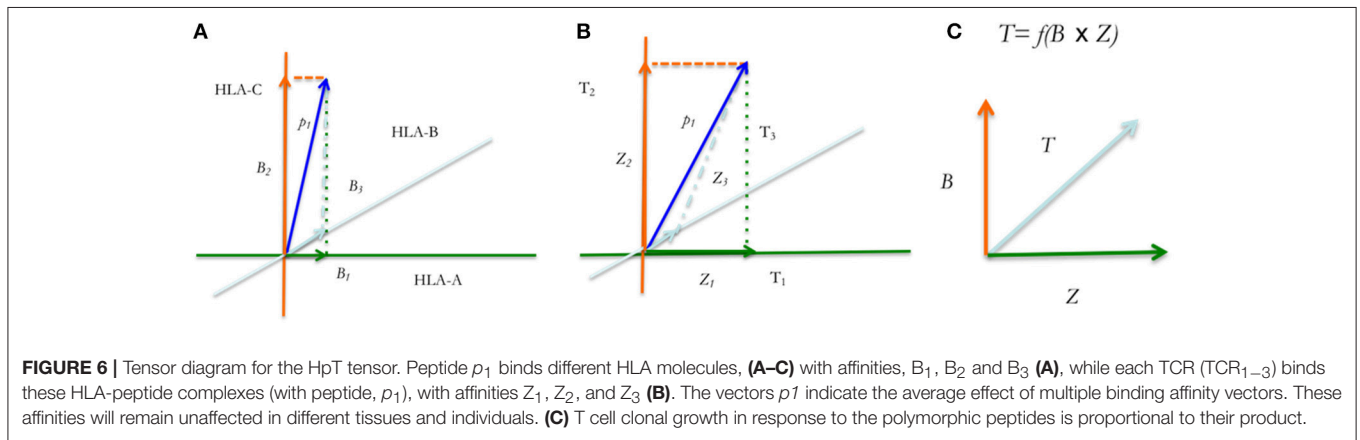 A
HLA-C
p1
HLA-B
B2
B3
B1
HLA-A
B
T2
p1
T3
Z2
Z3
Z1
T1
C
T= f(B x Z)
T
B
Z
FIGURE 6 | Tensor diagram for the HpT tensor. Peptide p1 binds different HLA molecules, (A–C) with affinities, B1, B2 and B3 (A), while each TCR (TCR1−3) binds
these HLA-peptide complexes (with peptide, p1), with affinities Z1, Z2, and Z3 (B). The vectors p1 indicate the average effect of multiple binding affinity vectors. These
affinities will remain unaffected in different tissues and individuals. (C) T cell clonal growth in response to the polymorphic peptides is proportional to their product.